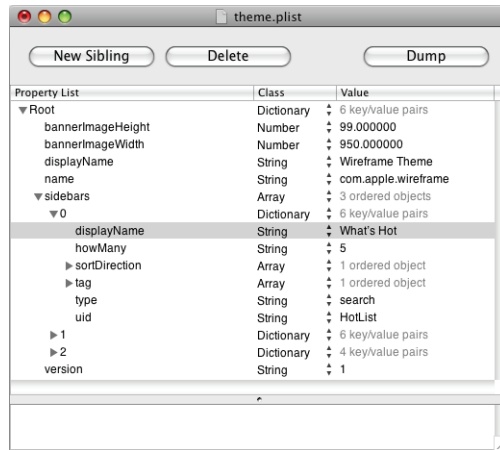 theme.plist
New Sibling Delete Dump
Property List Class Value
Root Dictionary 6 key/value pairs
bannerImageHeight Number 99.000000
bannerImageWidth Number 950.000000
displayName String Wireframe Theme
name String com.apple.wireframe
sidebars Array 3 ordered objects
0 Dictionary 6 key/value pairs
displayName String What's Hot
howMany String 5
sortDirection Array 1 ordered object
tag Array 1 ordered object
type String search
uid String HotList
1 Dictionary 6 key/value pairs
2 Dictionary 4 key/value pairs
version String 1